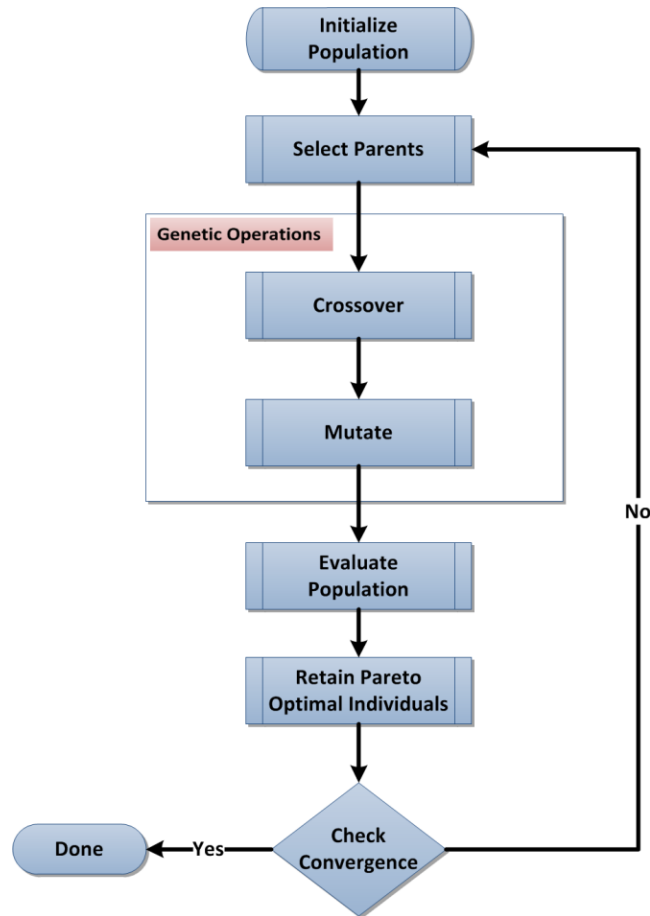 Initialize
Population
Select Parents
Genetic Operations
Crossover
Mutate
No
Evaluate
Population
Retain Pareto
Optimal Individuals
Check
Convergence
Yes
Done